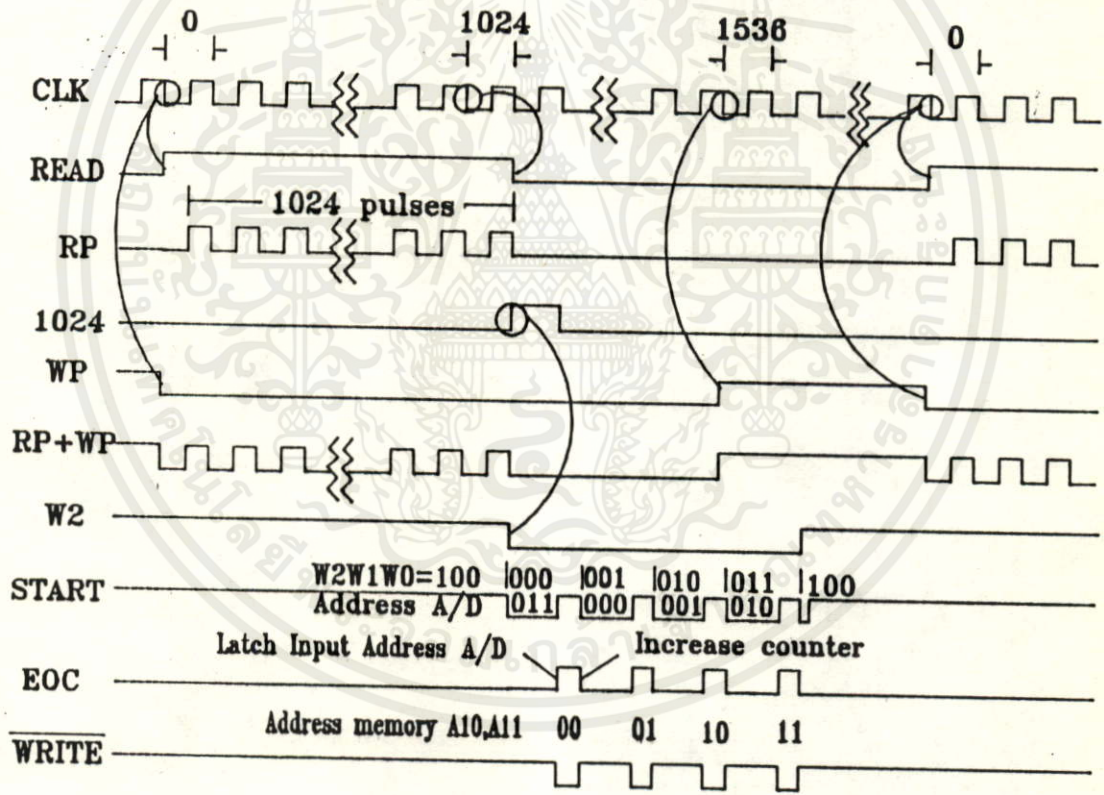 0 1024 1536 0
CLK
READ
1024 pulses
RP
1024
WP
RP+WP
W2
W2W1W0=100 |000 |001 |010 |011 |100
START
Address A/D 011 000 001 010
Latch Input Address A/D Increase counter
EOC
Address memory A10,A11 00 01 10 11
WRITE